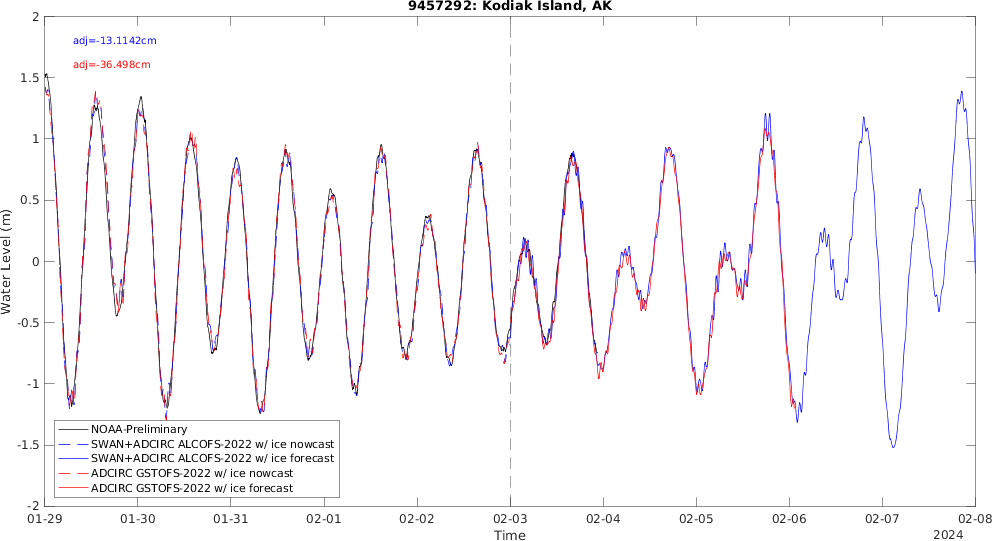 9457292: Kodiak Island, AK
adj=-13.1142cm
adj=-36.498cm
2
1.5
1
0.5
0
-0.5
-1
-1.5
-2
Water Level (m)
NOAA-Preliminary
SWAN+ADCIRC ALCOFS-2022 w/ ice nowcast
SWAN+ADCIRC ALCOFS-2022 w/ ice forecast
ADCIRC GSTOFS-2022 w/ ice nowcast
ADCIRC GSTOFS-2022 w/ ice forecast
01-29 01-30 01-31 02-01 02-02 02-03 02-04 02-05 02-06 02-07 02-08
Time
2024